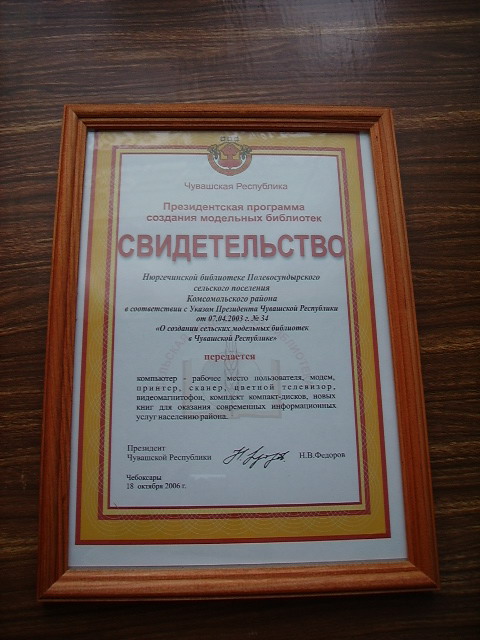 Чувашская Республика
Президентская программа
создания модельных библиотек
СВИДЕТЕЛЬСТВО
Нюргечинской библиотеке Полевосундырского
сельского поселения
Комсомольского района
в соответствии с Указом Президента Чувашской Республики
от 07.04.2003 г. № 34
«О создании сельских модельных библиотек
в Чувашской Республике»
передается
компьютер - рабочее место пользователя, модем,
принтер, сканер, цветной телевизор,
видеомагнитофон, комплект компакт-дисков, новых
книг для оказания современных информационных
услуг населению района.
Президент
Чувашской Республики Н.В.Федоров
Чебоксары
18 октября 2006 г.